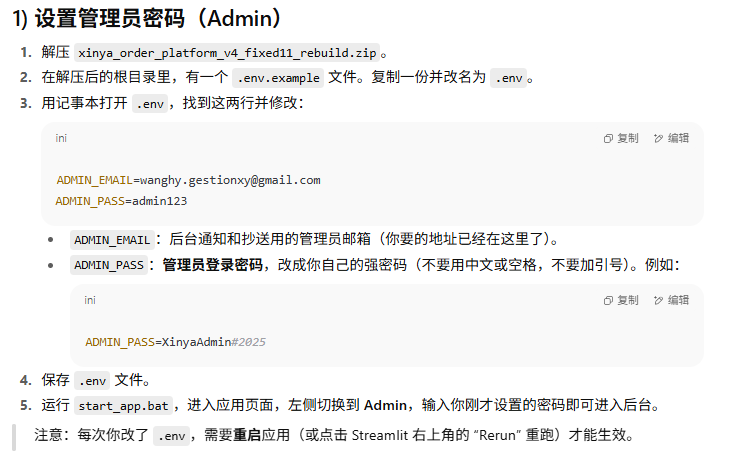 1) 设置管理员密码（Admin）
1. 解压 xinya_order_platform_v4_fixed11_rebuild.zip。
2. 在解压后的根目录里，有一个 .env.example 文件。复制一份并改名为 .env。
3. 用记事本打开 .env，找到这两行并修改：
ini 复制 编辑
ADMIN_EMAIL=wanghy.gestionxy@gmail.com
ADMIN_PASS=admin123
• ADMIN_EMAIL：后台通知和抄送用的管理员邮箱（你要的地址已经在这里了）。
• ADMIN_PASS：管理员登录密码，改成你自己的强密码（不要用中文或空格，不要加引号）。例如：
ini 复制 编辑
ADMIN_PASS=XinyaAdmin#2025
4. 保存 .env 文件。
5. 运行 start_app.bat，进入应用页面，左侧切换到 Admin，输入你刚才设置的密码即可进入后台。
注意：每次你改了 .env，需要重启应用（或点击 Streamlit 右上角的 “Rerun” 重跑）才能生效。